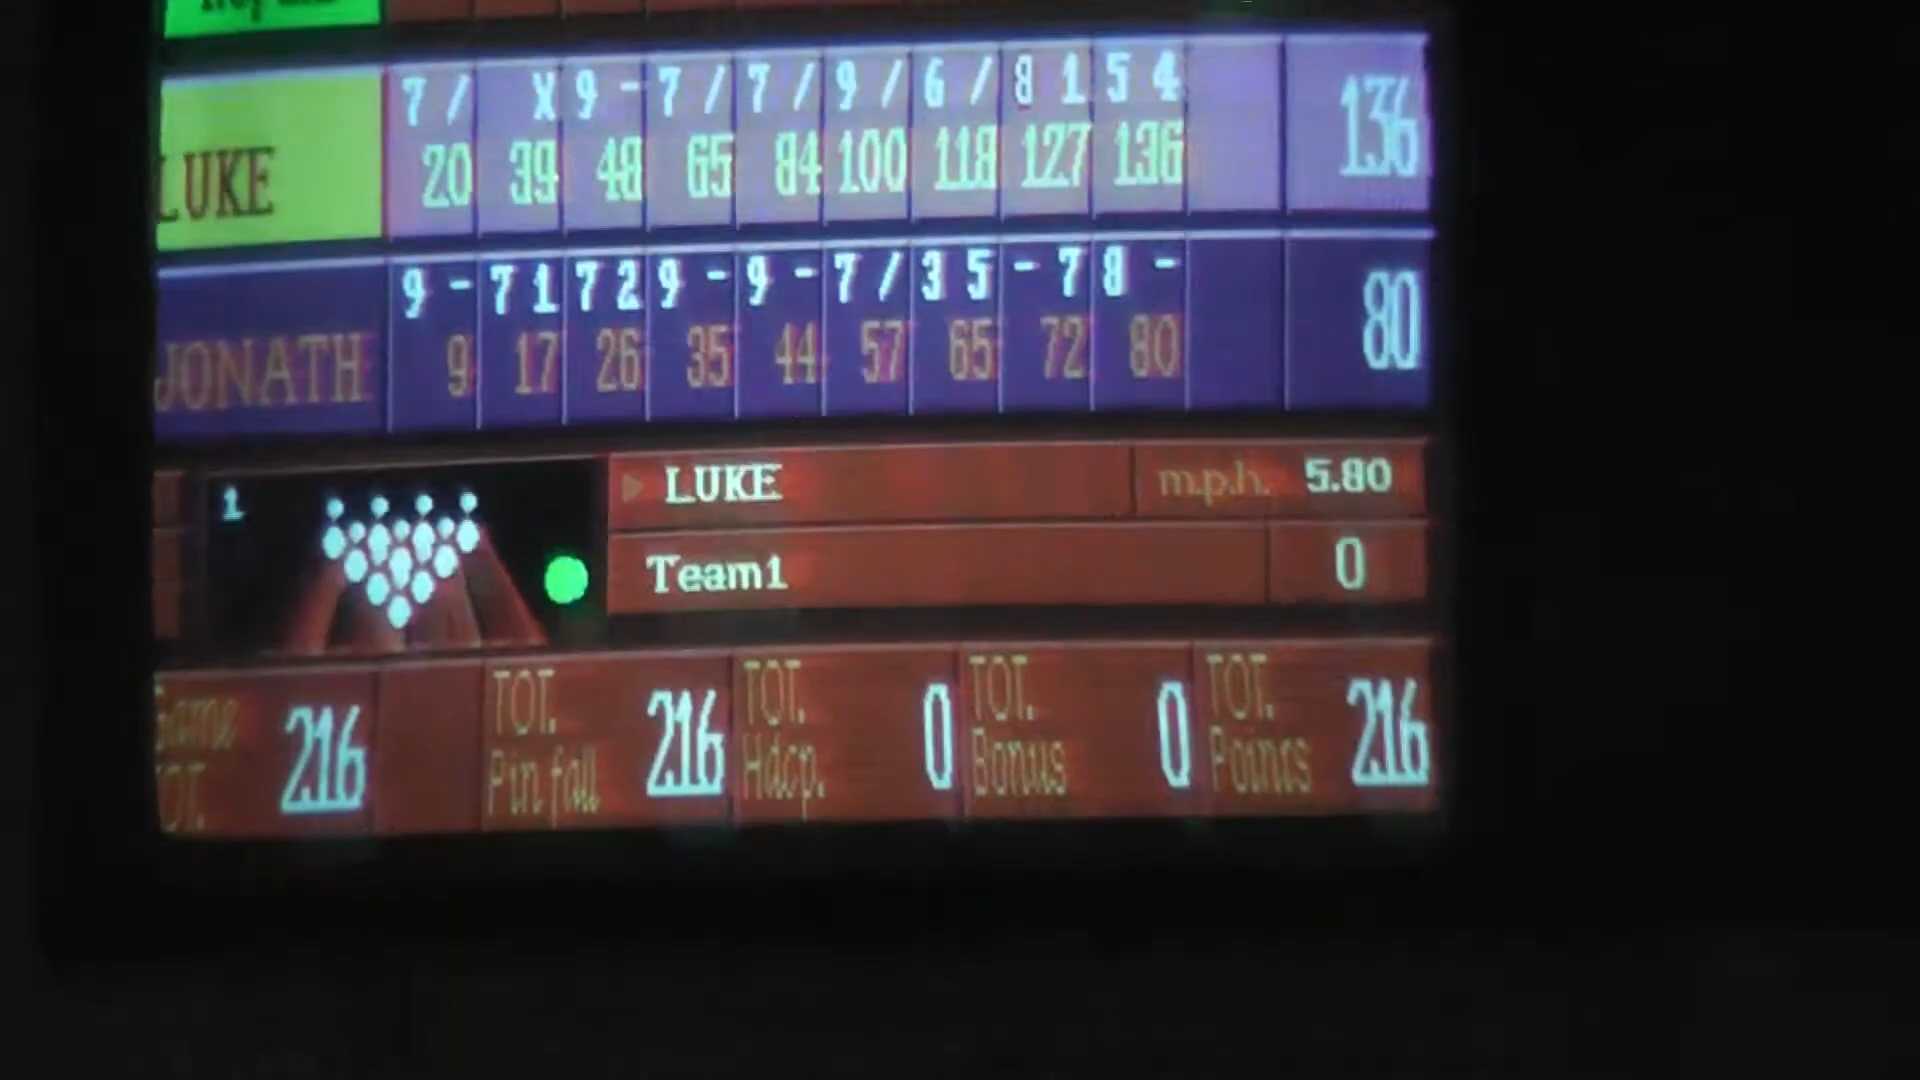 7 / X 9 - 7 / 7 / 9 / 6 / 8 1 5 4
LUKE 20 39 48 65 84 100 118 127 136 136
9 - 7 1 7 2 9 - 9 - 7 / 3 5 - 7 8 -
JONATH 9 17 26 35 44 57 65 72 80 80
1 LUKE m.p.h. 5.80
Team1 0
Game TOT. 216
TOT. Pin fall 216
TOT. Hdcp. 0
TOT. Bonus 0
TOT. Points 216